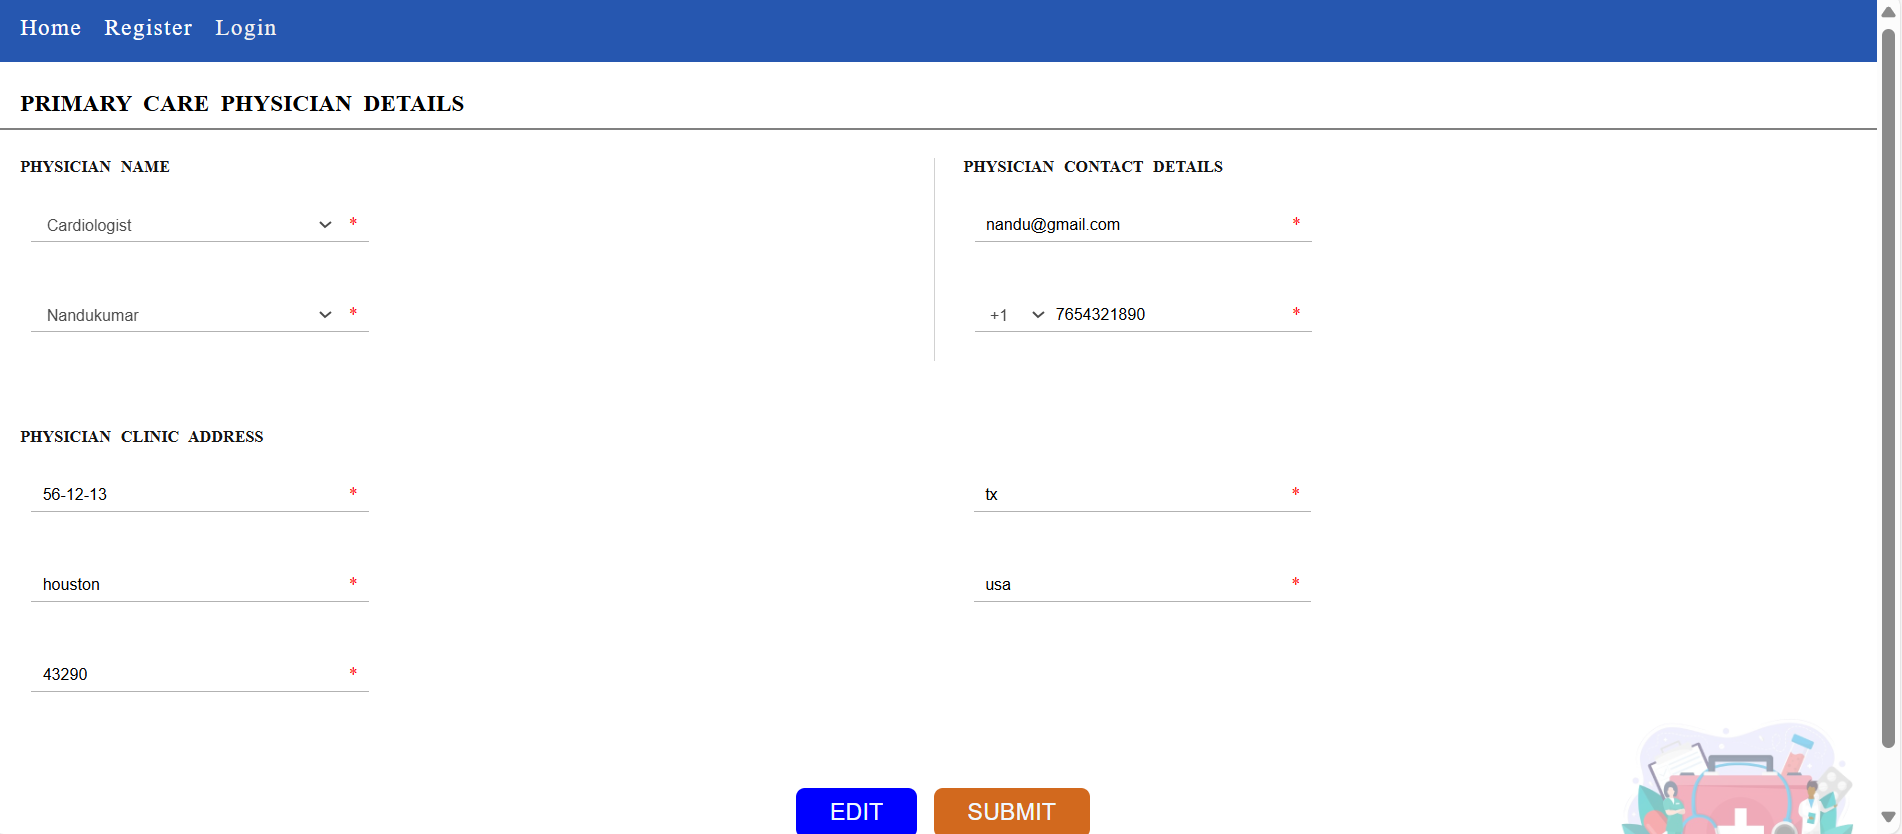 Home Register Login
PRIMARY CARE PHYSICIAN DETAILS
PHYSICIAN NAME
Cardiologist *
Nandukumar *
PHYSICIAN CONTACT DETAILS
nandu@gmail.com *
+1 7654321890 *
PHYSICIAN CLINIC ADDRESS
56-12-13 *
tx *
houston *
usa *
43290 *
EDIT SUBMIT